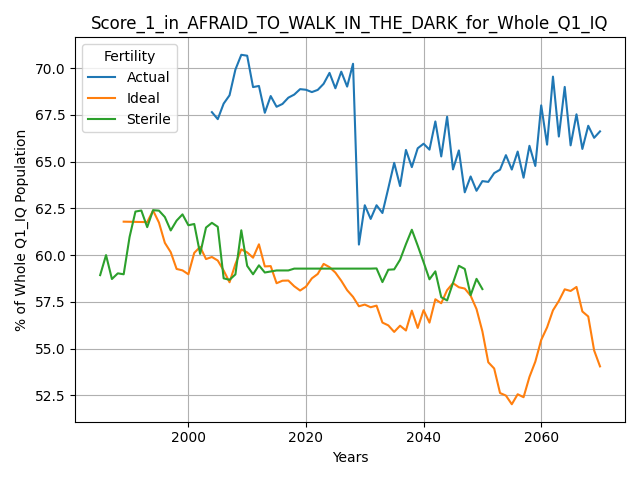 Score_1_in_AFRAID_TO_WALK_IN_THE_DARK_for_Whole_Q1_IQ
Fertility
Actual
Ideal
Sterile
% of Whole Q1_IQ Population
70.0
67.5
65.0
62.5
60.0
57.5
55.0
52.5
2000
2020
2040
2060
Years